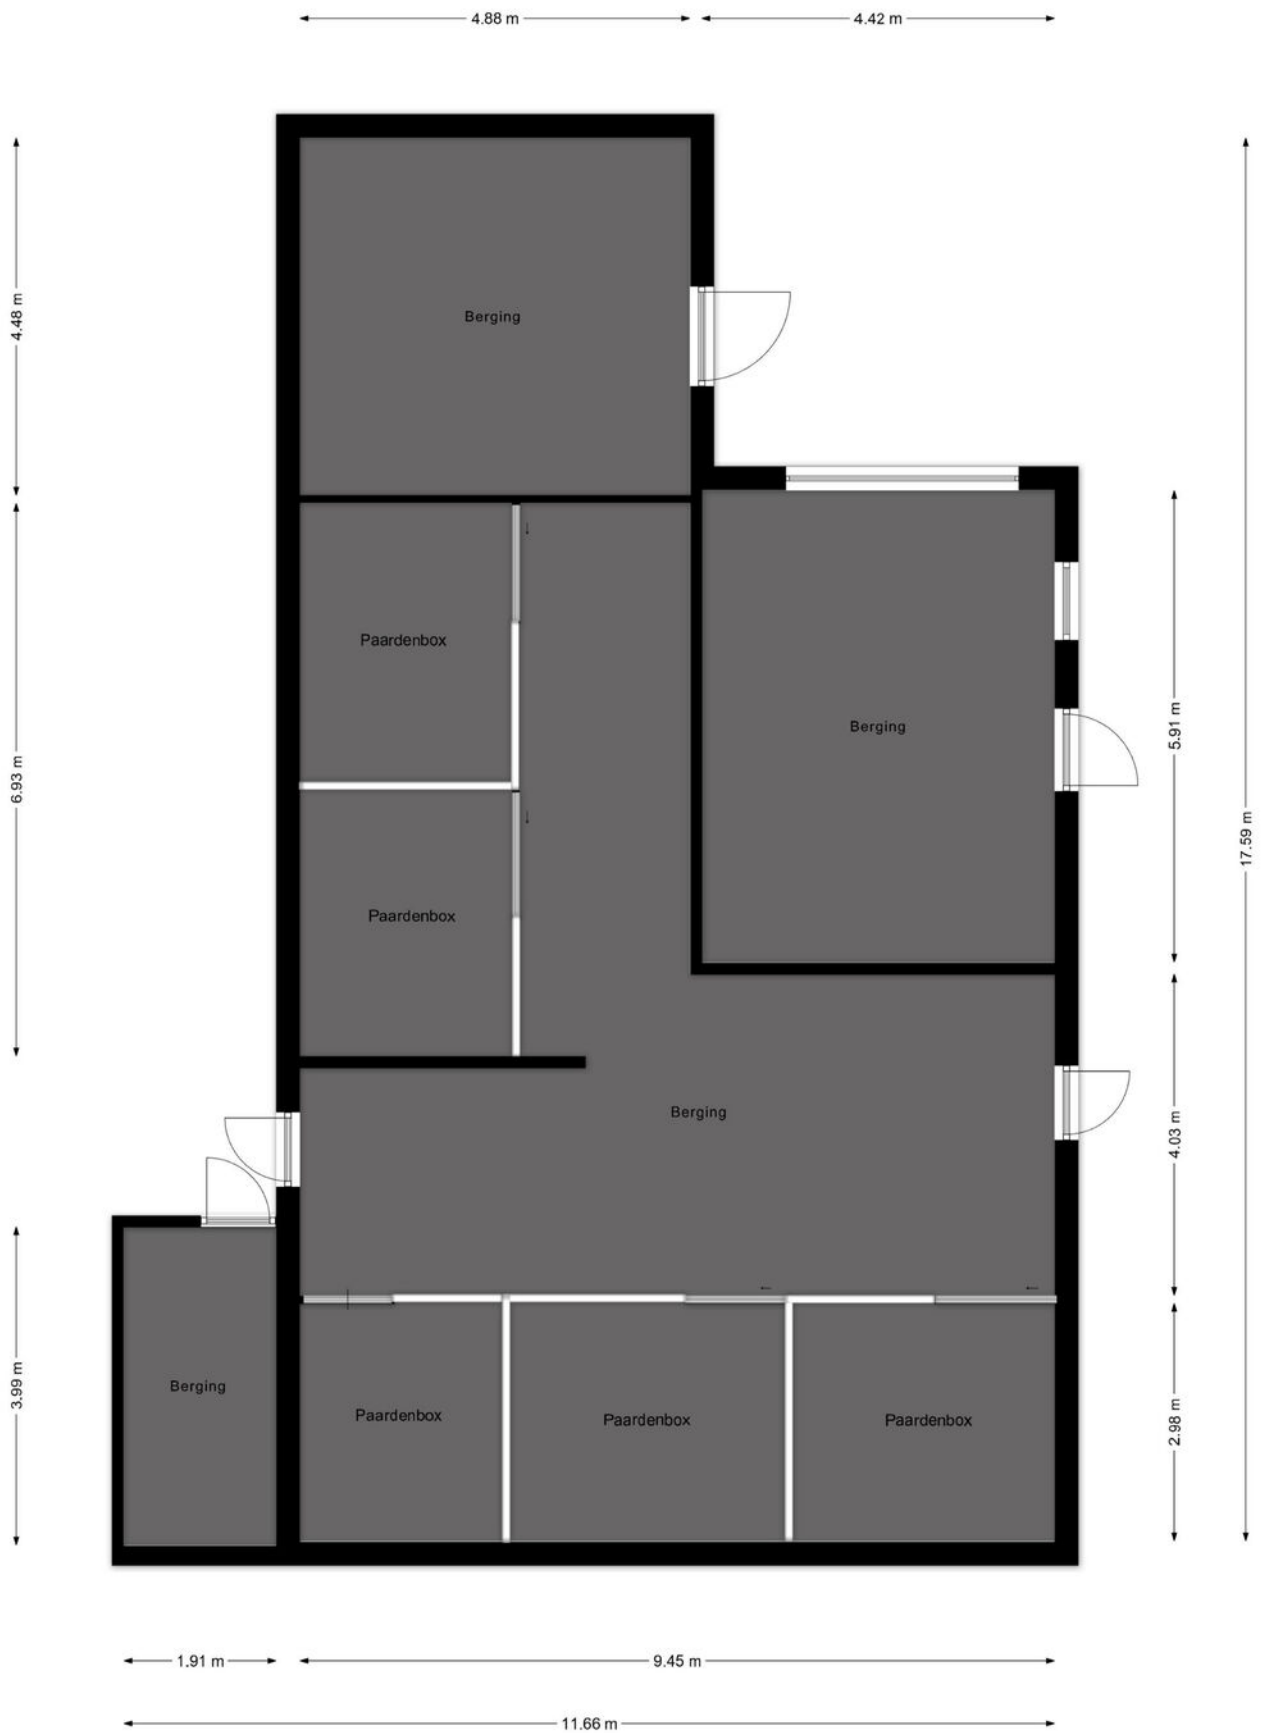 4.88 m
4.42 m
4.48 m
Berging
Paardenbox
5.91 m
Berging
6.93 m
17.59 m
Paardenbox
Berging
4.03 m
3.99 m
Berging
Paardenbox
Paardenbox
Paardenbox
2.98 m
1.91 m
9.45 m
11.66 m